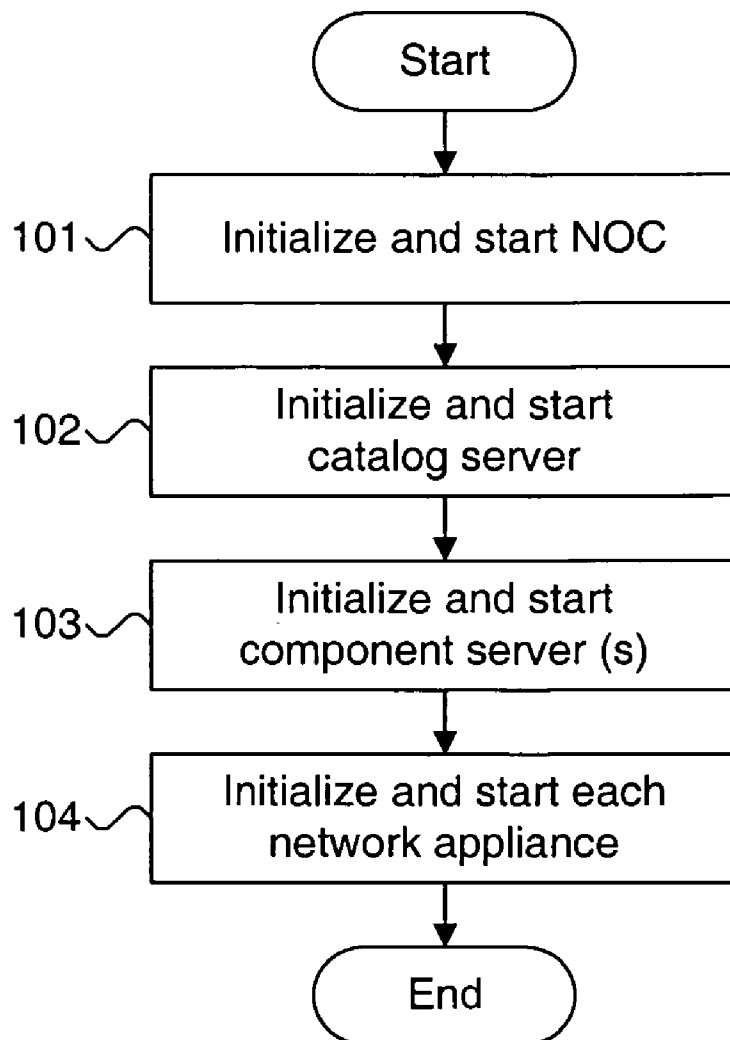 Start
101
Initialize and start NOC
102
Initialize and start
catalog server
103
Initialize and start
component server (s)
104
Initialize and start each
network appliance
End